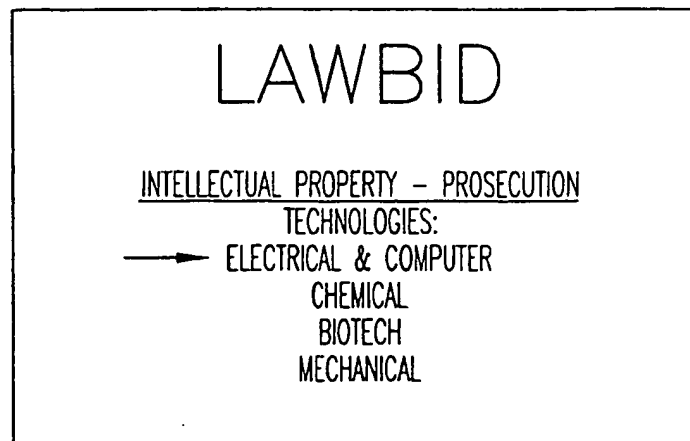 LAWBID
INTELLECTUAL PROPERTY – PROSECUTION
TECHNOLOGIES:
ELECTRICAL & COMPUTER
CHEMICAL
BIOTECH
MECHANICAL